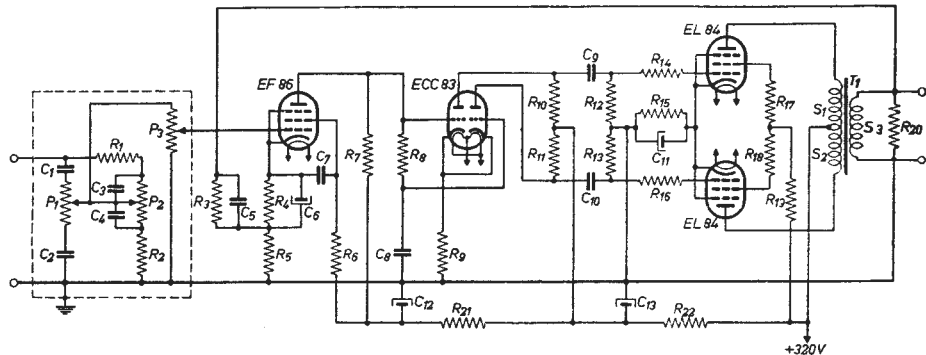 EL 84
EF 86
ECC 83
C9
R14
T1
P3
R15
R17
S1
R10
R12
R1
C7
R7
R8
C11
S3
R20
C1
C3
R11
R13
R18
S2
P1
C4
P2
R3
C5
R4
C6
C10
R16
R13
EL 84
C2
R2
R5
R6
C8
R9
C12
R21
C13
R22
+320V